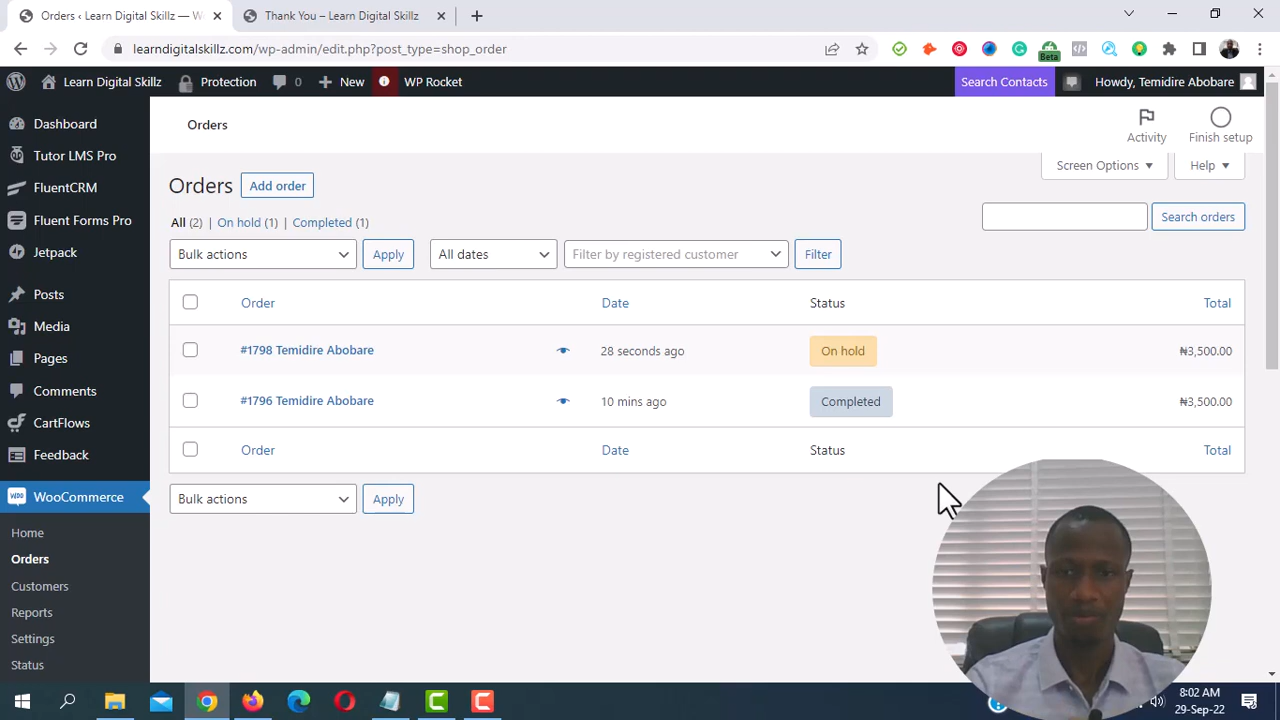 Orders ‹ Learn Digital Skillz — W
Thank You – Learn Digital Skillz
learndigitalskillz.com/wp-admin/edit.php?post_type=shop_order
Beta
Learn Digital Skillz
Protection
0
New
WP Rocket
Search Contacts
Howdy, Temidire Abobare
Dashboard
Tutor LMS Pro
FluentCRM
Fluent Forms Pro
Jetpack
Posts
Media
Pages
Comments
CartFlows
Feedback
WooCommerce
Home
Orders
Customers
Reports
Settings
Status
Orders
Activity
Finish setup
Screen Options
Help
Orders
Add order
All (2) | On hold (1) | Completed (1)
Search orders
Bulk actions
Apply
All dates
Filter by registered customer
Filter
Order Date Status Total
#1798 Temidire Abobare 28 seconds ago On hold ₦3,500.00
#1796 Temidire Abobare 10 mins ago Completed ₦3,500.00
Order Date Status Total
Bulk actions
Apply
8:02 AM
29-Sep-22